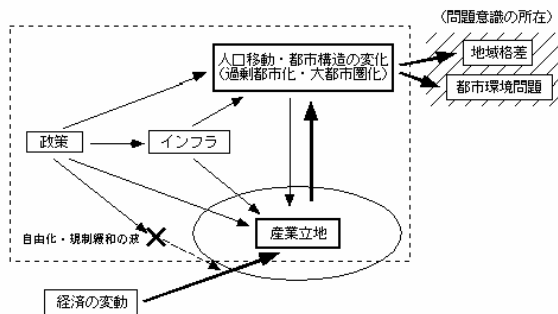 （問題意識の所在）
人口移動・都市構造の変化
（過剰都市化・大都市圏化）
地域格差
都市環境問題
政策
インフラ
産業立地
自由化・規制緩和の波
経済の変動